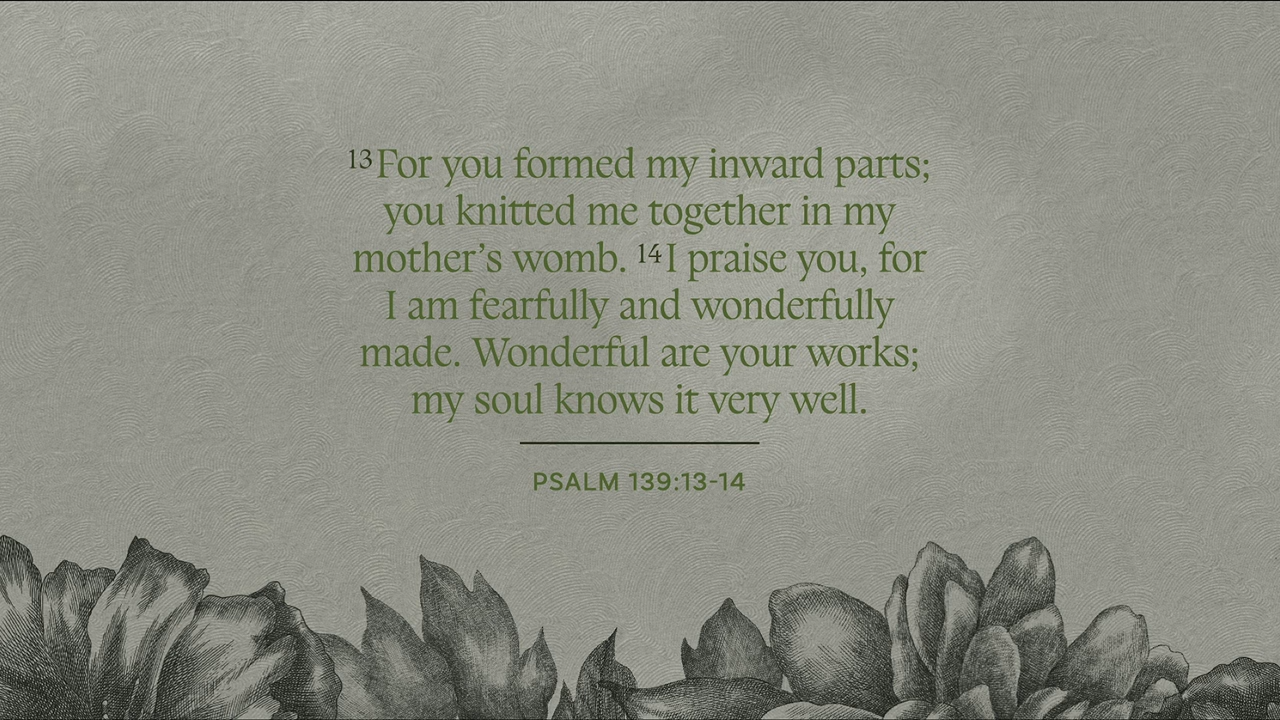 13For you formed my inward parts;
you knitted me together in my
mother’s womb. 14I praise you, for
I am fearfully and wonderfully
made. Wonderful are your works;
my soul knows it very well.
PSALM 139:13-14